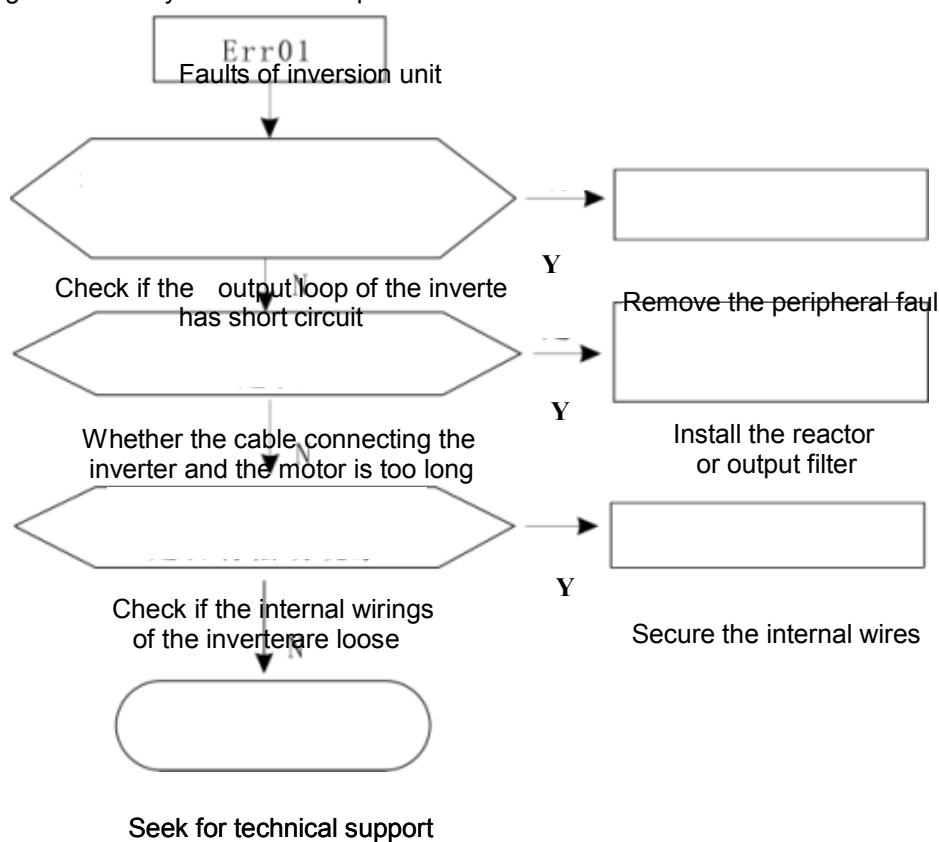 Err01
Faults of inversion unit
Y
N
Check if the output loop of the inverte
has short circuit
Remove the peripheral faul
Y
Whether the cable connecting the
inverter and the motor is too long
N
Install the reactor
or output filter
Y
Check if the internal wirings
of the inverterare loose
N
Secure the internal wires
Seek for technical support